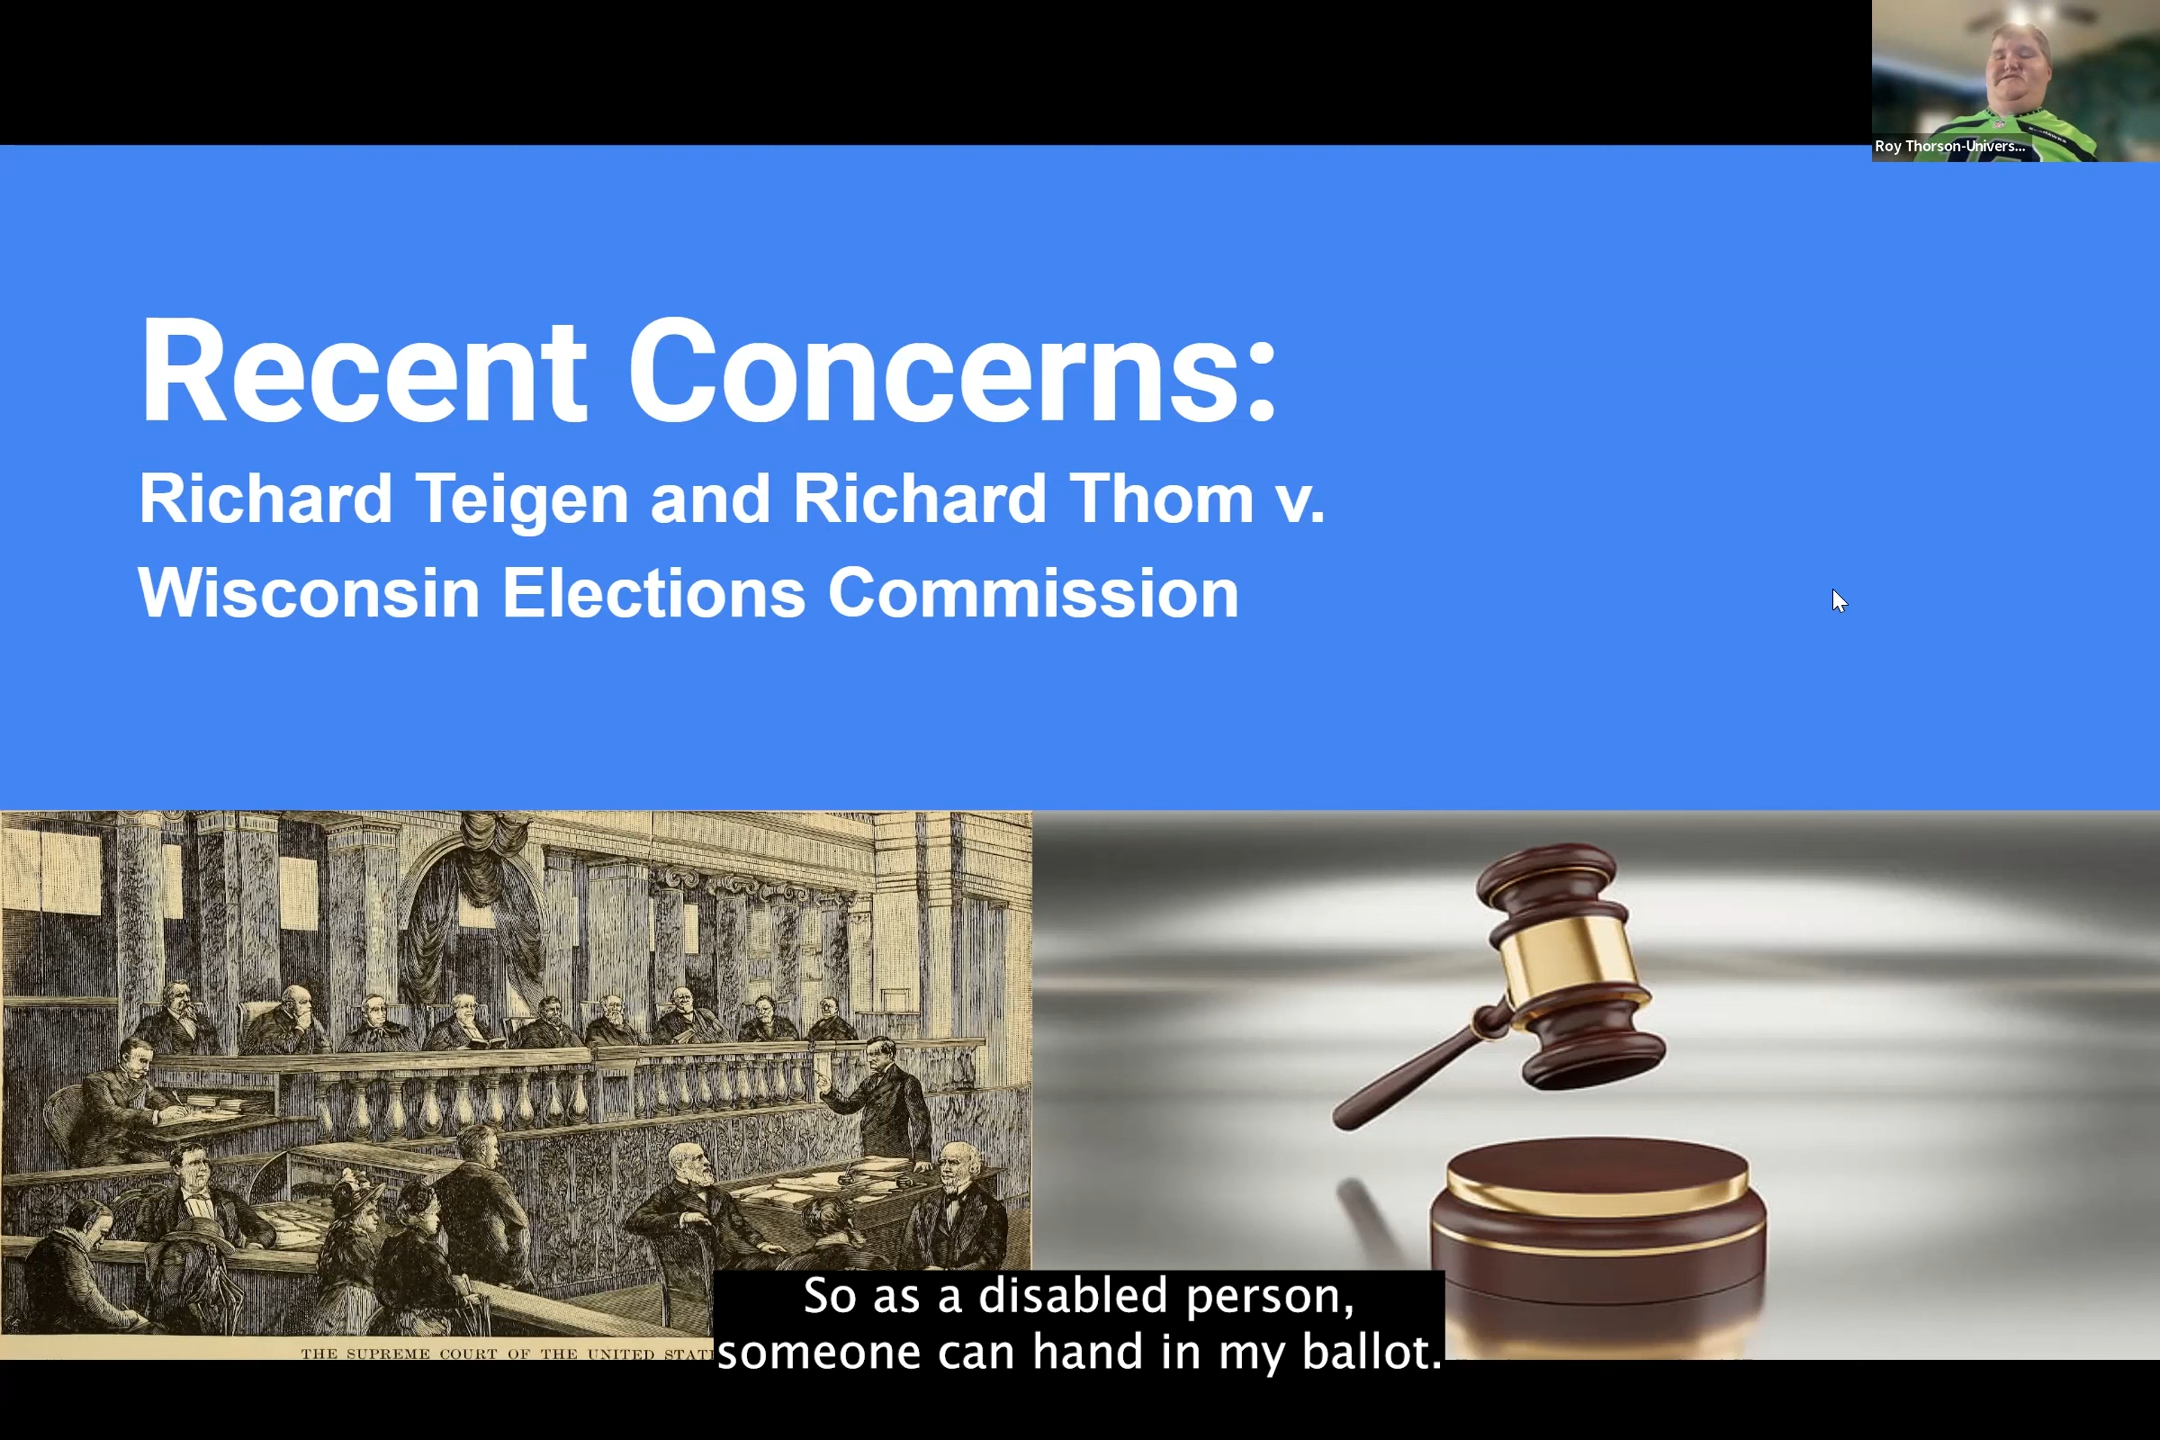 Roy Thorson-Univers...
Recent Concerns:
Richard Teigen and Richard Thom v.
Wisconsin Elections Commission
THE SUPREME COURT OF THE UNITED STAT
So as a disabled person,
someone can hand in my ballot.